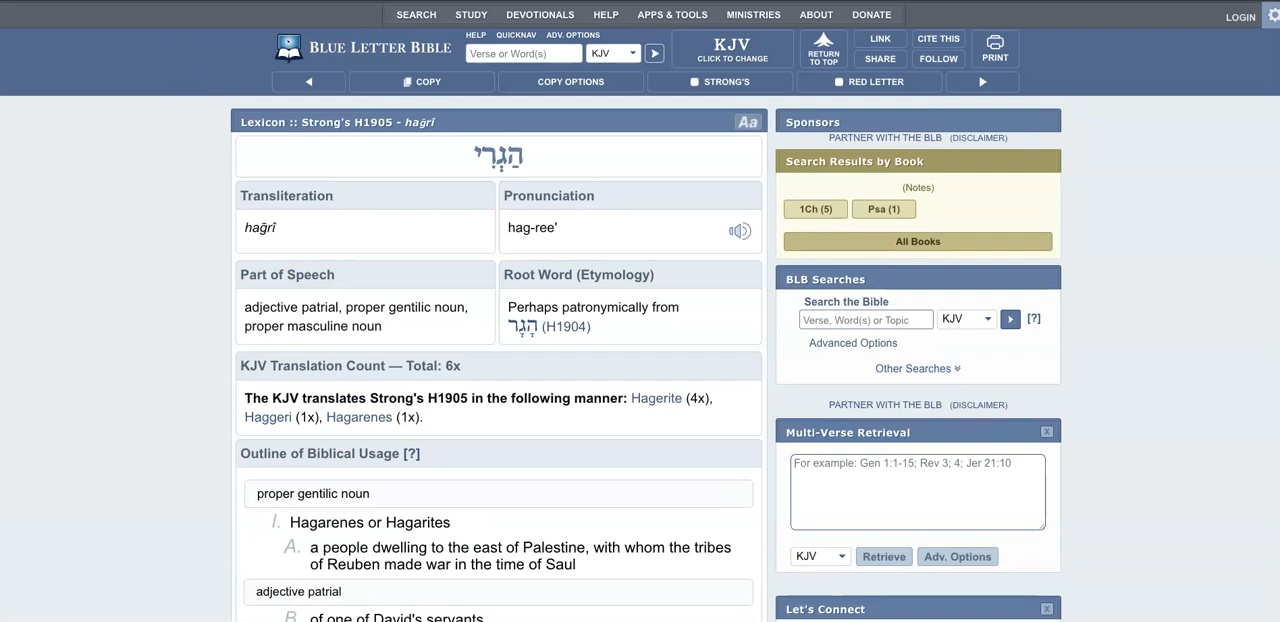 SEARCH STUDY DEVOTIONALS HELP APPS & TOOLS MINISTRIES ABOUT DONATE
LOGIN
BLUE LETTER BIBLE
HELP QUICKNAV ADV. OPTIONS
Verse or Word(s) KJV
KJV
CLICK TO CHANGE
RETURN
TO TOP
LINK CITE THIS
SHARE FOLLOW
PRINT
COPY COPY OPTIONS STRONG'S RED LETTER
Lexicon :: Strong's H1905 - haḡrî
Aa
הַגְרִי
Transliteration
haḡrî
Pronunciation
hag-ree'
Part of Speech
adjective patrial, proper gentilic noun,
proper masculine noun
Root Word (Etymology)
Perhaps patronymically from
הָגָר (H1904)
KJV Translation Count — Total: 6x
The KJV translates Strong's H1905 in the following manner: Hagerite (4x),
Haggeri (1x), Hagarenes (1x).
Outline of Biblical Usage [?]
proper gentilic noun
I. Hagarenes or Hagarites
A. a people dwelling to the east of Palestine, with whom the tribes
of Reuben made war in the time of Saul
adjective patrial
B. of one of David's servants
Sponsors
PARTNER WITH THE BLB (DISCLAIMER)
Search Results by Book
(Notes)
1Ch (5) Psa (1)
All Books
BLB Searches
Search the Bible
Verse, Word(s) or Topic KJV [?]
Advanced Options
Other Searches
PARTNER WITH THE BLB (DISCLAIMER)
Multi-Verse Retrieval x
For example: Gen 1:1-15; Rev 3; 4; Jer 21:10
KJV Retrieve Adv. Options
Let's Connect x